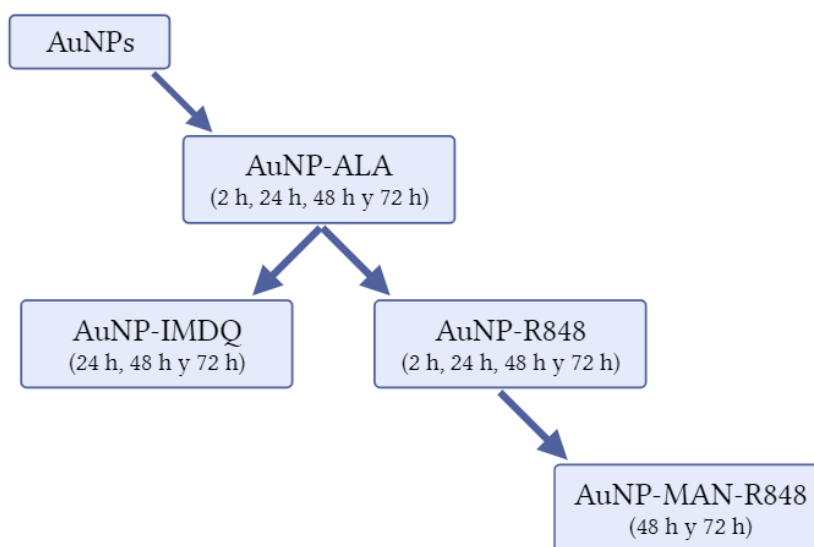 AuNPs
AuNP-ALA
(2 h, 24 h, 48 h y 72 h)
AuNP-IMDQ
(24 h, 48 h y 72 h)
AuNP-R848
(2 h, 24 h, 48 h y 72 h)
AuNP-MAN-R848
(48 h y 72 h)